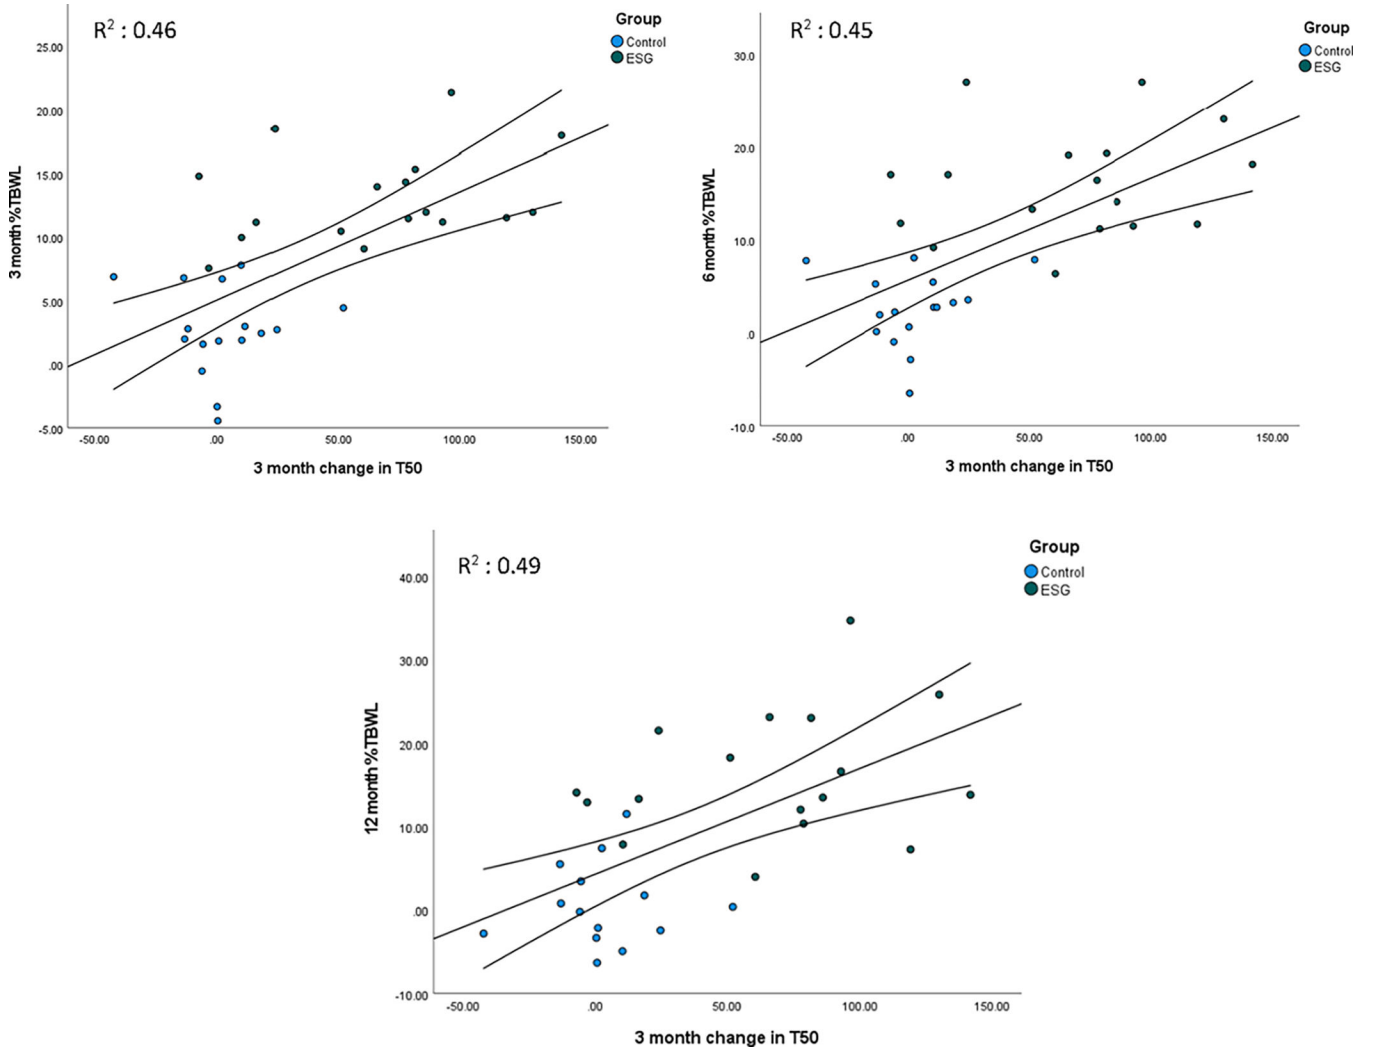 R² : 0.46
Group
Control
ESG
25.00
20.00
15.00
10.00
5.00
.00
-5.00
3 month %TBWL
-50.00 .00 50.00 100.00 150.00
3 month change in T50
R² : 0.45
Group
Control
ESG
30.0
20.0
10.0
.0
-10.0
6 month %TBWL
-50.00 .00 50.00 100.00 150.00
3 month change in T50
R² : 0.49
Group
Control
ESG
40.00
30.00
20.00
10.00
.00
-10.00
12 month %TBWL
-50.00 .00 50.00 100.00 150.00
3 month change in T50